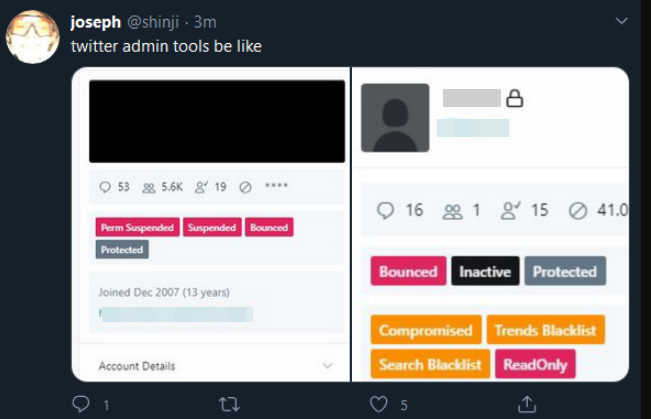 joseph @shinji · 3m
twitter admin tools be like
53 5.6K 19 ****
Perm Suspended Suspended Bounced
Protected
Joined Dec 2007 (13 years)
Account Details
16 1 15 41.0
Bounced Inactive Protected
Compromised Trends Blacklist
Search Blacklist ReadOnly
1 5